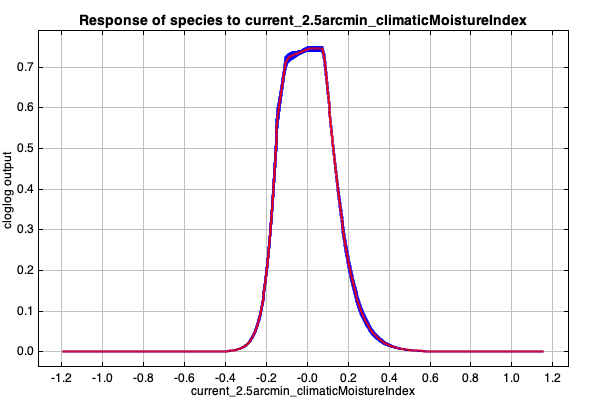 Response of species to current_2.5arcmin_climaticMoistureIndex
cloglog output
0.7
0.6
0.5
0.4
0.3
0.2
0.1
0.0
-1.2 -1.0 -0.8 -0.6 -0.4 -0.2 -0.0 0.2 0.4 0.6 0.8 1.0 1.2
current_2.5arcmin_climaticMoistureIndex